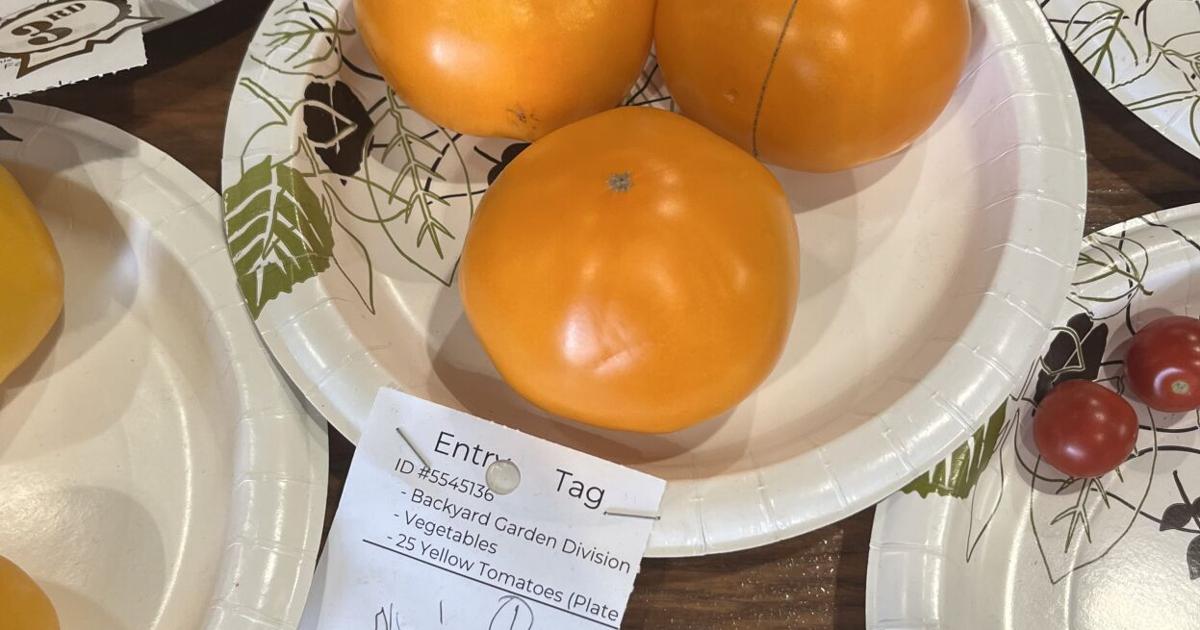 3RD
Entry Tag
ID #5545136
- Backyard Garden Division
- Vegetables
- 25 Yellow Tomatoes (Plate